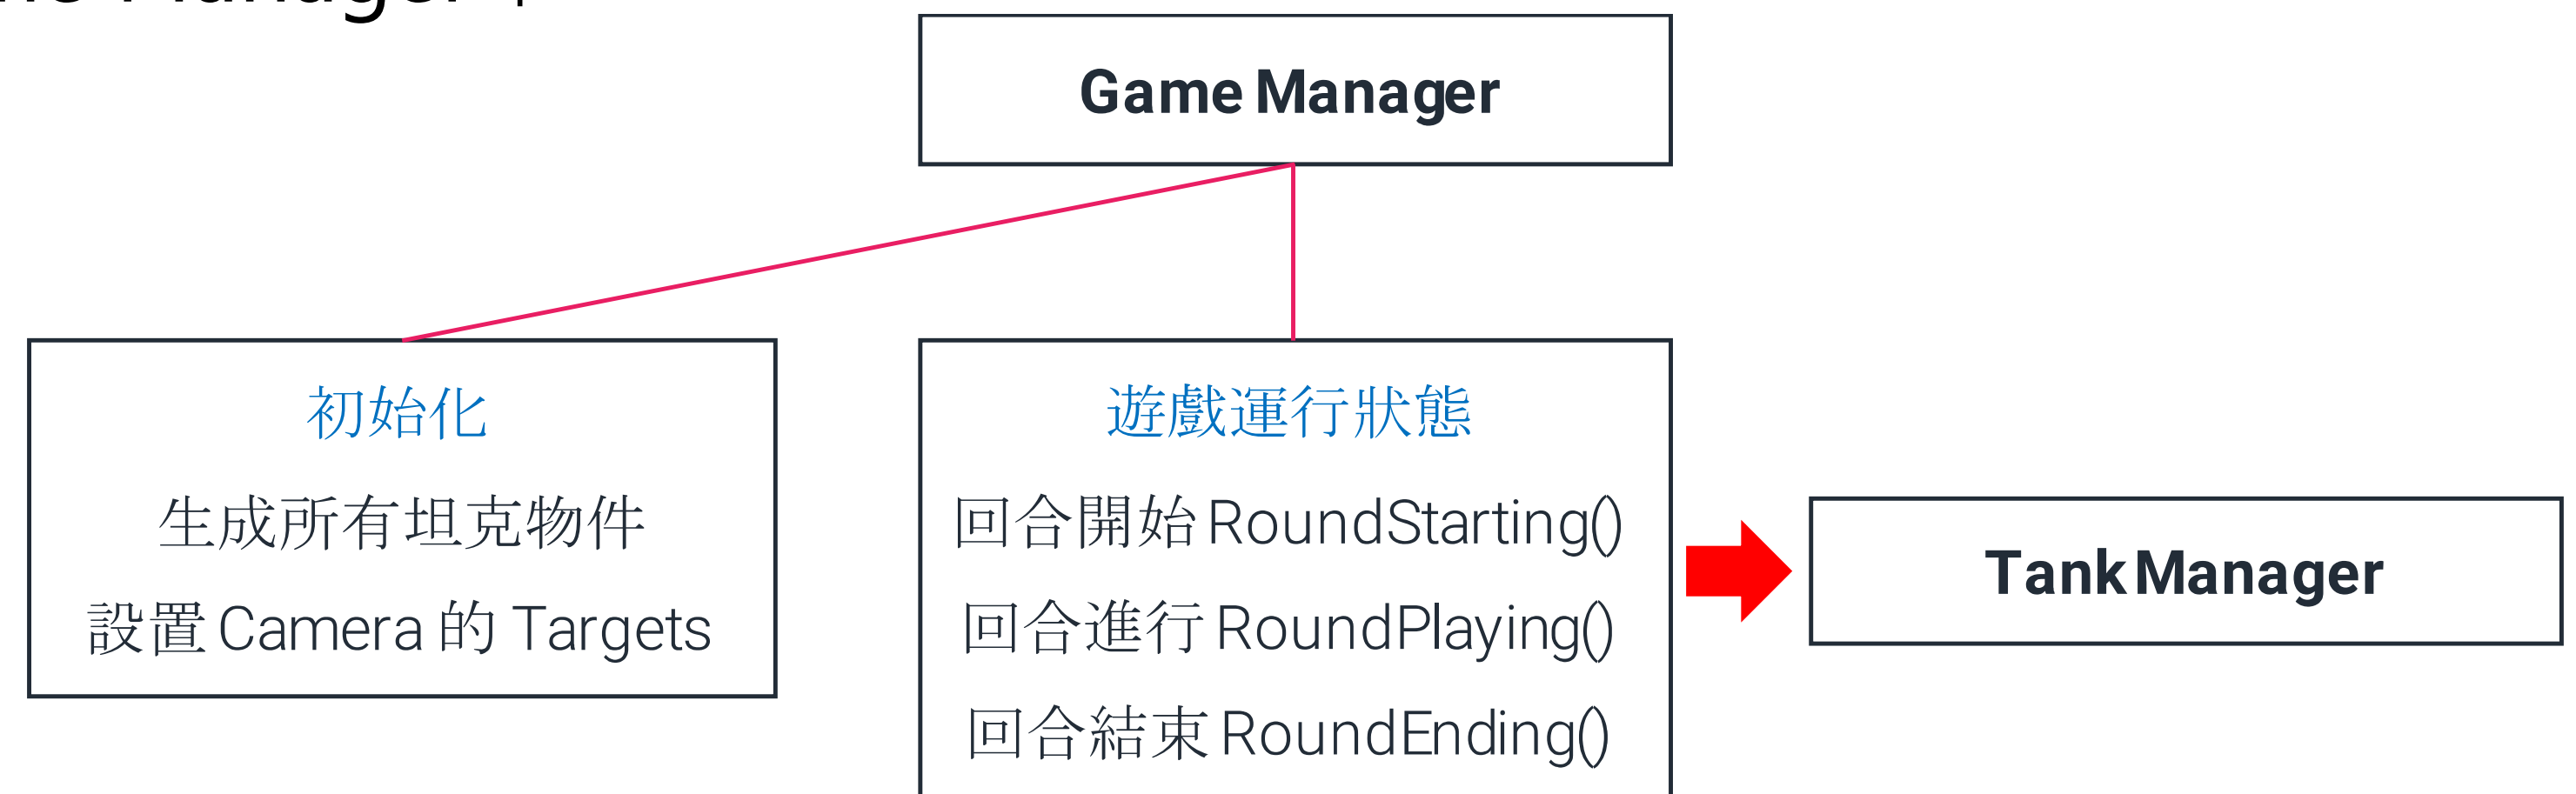 Manager
Game Manager
初始化
生成所有坦克物件
設置 Camera 的 Targets
遊戲運行狀態
回合開始 RoundStarting()
回合進行 RoundPlaying()
回合結束 RoundEnding()
Tank Manager